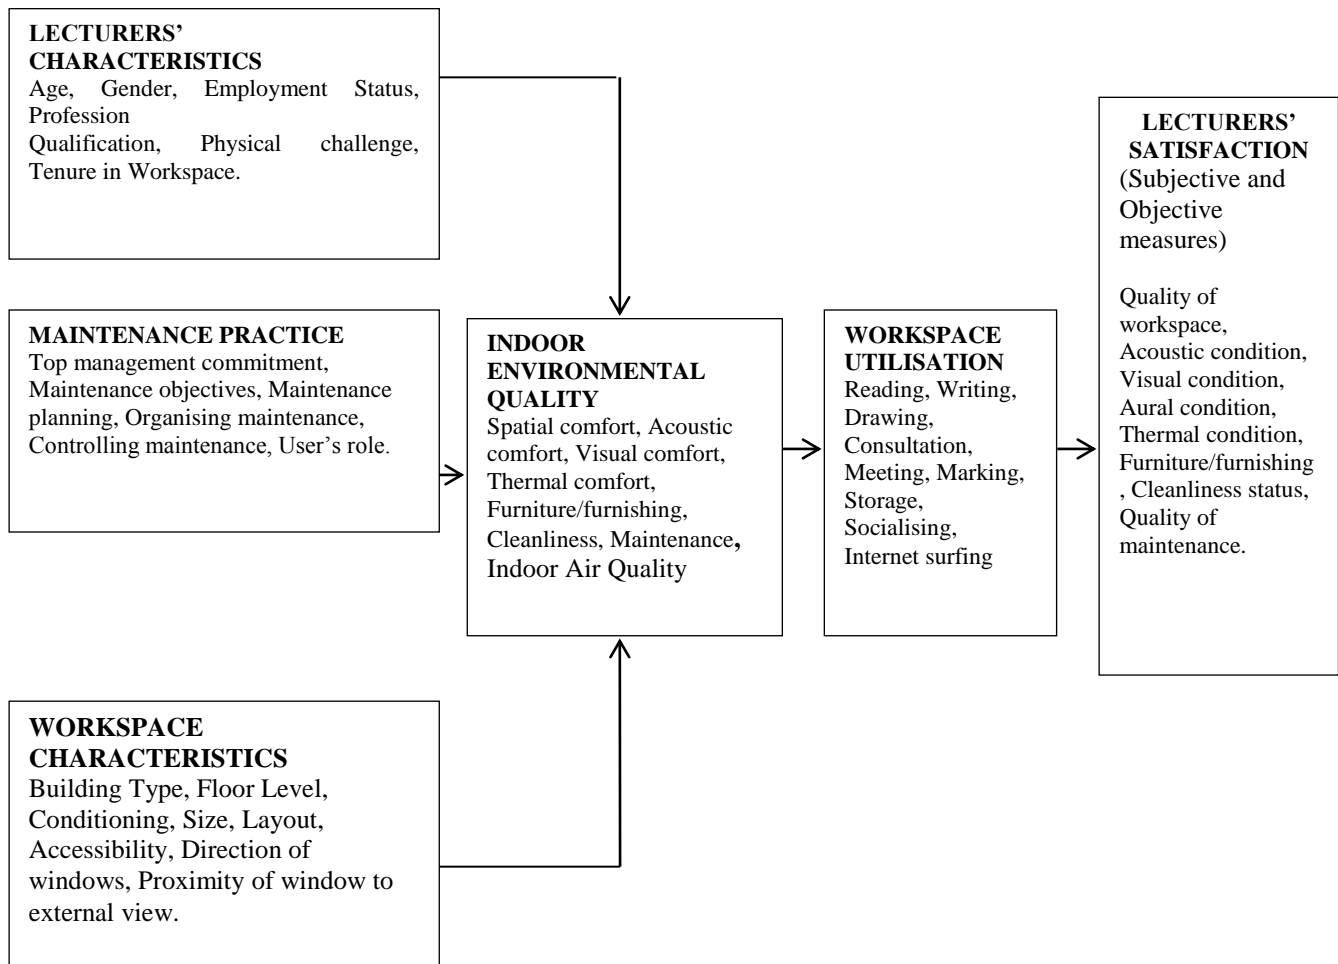 LECTURERS’
CHARACTERISTICS
Age, Gender, Employment Status,
Profession
Qualification, Physical challenge,
Tenure in Workspace.
MAINTENANCE PRACTICE
Top management commitment,
Maintenance objectives, Maintenance
planning, Organising maintenance,
Controlling maintenance, User’s role.
WORKSPACE
CHARACTERISTICS
Building Type, Floor Level,
Conditioning, Size, Layout,
Accessibility, Direction of
windows, Proximity of window to
external view.
INDOOR
ENVIRONMENTAL
QUALITY
Spatial comfort, Acoustic
comfort, Visual comfort,
Thermal comfort,
Furniture/furnishing,
Cleanliness, Maintenance,
Indoor Air Quality
WORKSPACE
UTILISATION
Reading, Writing,
Drawing,
Consultation,
Meeting, Marking,
Storage,
Socialising,
Internet surfing
LECTURERS’
SATISFACTION
(Subjective and
Objective
measures)
Quality of
workspace,
Acoustic condition,
Visual condition,
Aural condition,
Thermal condition,
Furniture/furnishing
, Cleanliness status,
Quality of
maintenance.